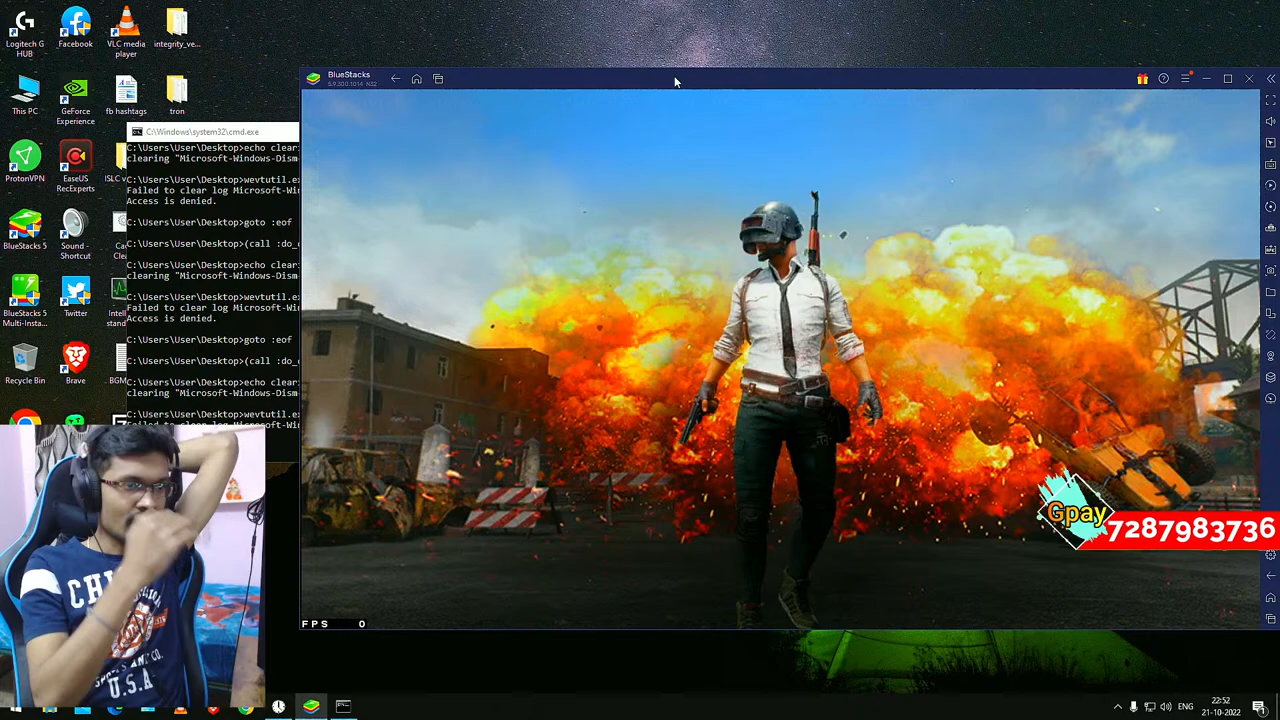 Logitech G
HUB
Facebook
VLC media
player
integrity_ve...
This PC
GeForce
Experience
fb hashtags
tron
ProtonVPN
EaseUS
RecExperts
ISLC v
BlueStacks 5
Sound -
Shortcut
BlueStacks 5
Multi-Insta...
Twitter
Recycle Bin
Brave
BlueStacks
5.9.300.1014 N32
C:\Windows\system32\cmd.exe
C:\Users\User\Desktop>echo clear
clearing "Microsoft-Windows-Dism
C:\Users\User\Desktop>wevtutil.e
Failed to clear log Microsoft-Wi
Access is denied.
C:\Users\User\Desktop>goto :eof
C:\Users\User\Desktop>(call :do_
C:\Users\User\Desktop>echo clear
clearing "Microsoft-Windows-Dism
C:\Users\User\Desktop>wevtutil.e
Failed to clear log Microsoft-Wi
Access is denied.
C:\Users\User\Desktop>goto :eof
C:\Users\User\Desktop>(call :do_
C:\Users\User\Desktop>echo clear
clearing "Microsoft-Windows-Dism
C:\Users\User\Desktop>wevtutil.e
Gpay
7287983736
FPS 0
U.S.A
ENG
22:52
21-10-2022